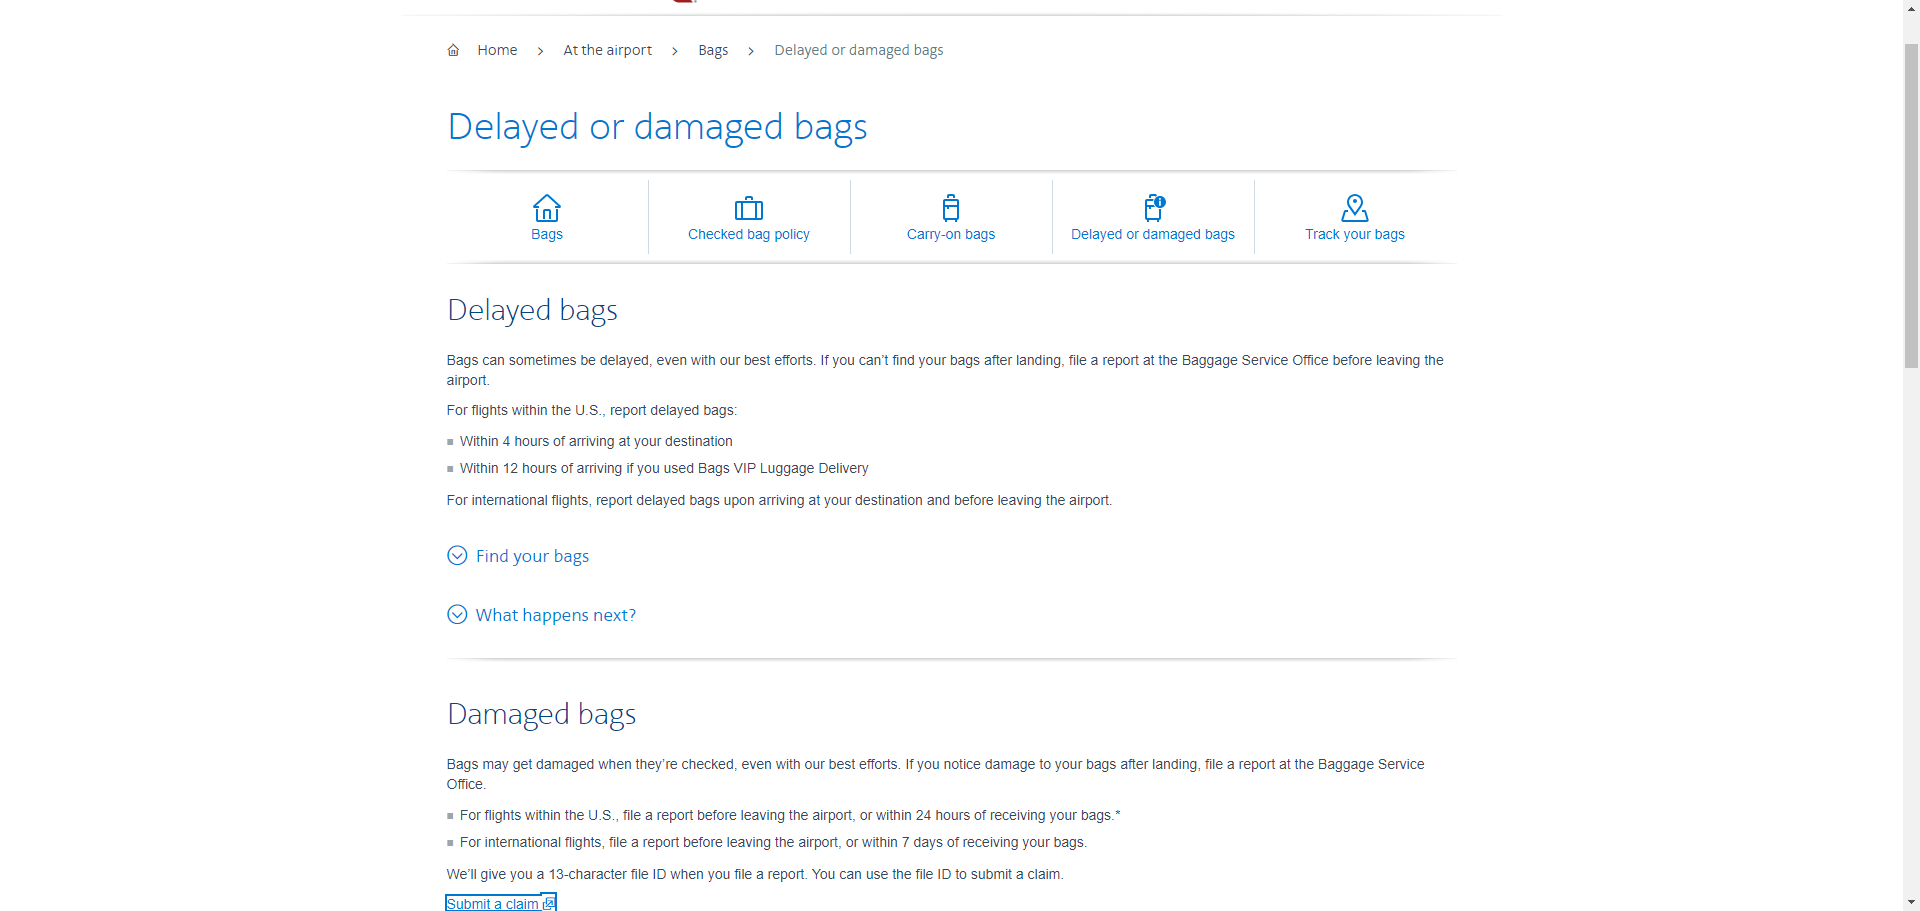 Home > At the airport > Bags > Delayed or damaged bags
Delayed or damaged bags
Bags
Checked bag policy
Carry-on bags
Delayed or damaged bags
Track your bags
Delayed bags
Bags can sometimes be delayed, even with our best efforts. If you can’t find your bags after landing, file a report at the Baggage Service Office before leaving the
airport.
For flights within the U.S., report delayed bags:
Within 4 hours of arriving at your destination
Within 12 hours of arriving if you used Bags VIP Luggage Delivery
For international flights, report delayed bags upon arriving at your destination and before leaving the airport.
Find your bags
What happens next?
Damaged bags
Bags may get damaged when they’re checked, even with our best efforts. If you notice damage to your bags after landing, file a report at the Baggage Service
Office.
For flights within the U.S., file a report before leaving the airport, or within 24 hours of receiving your bags.*
For international flights, file a report before leaving the airport, or within 7 days of receiving your bags.
We’ll give you a 13-character file ID when you file a report. You can use the file ID to submit a claim.
Submit a claim